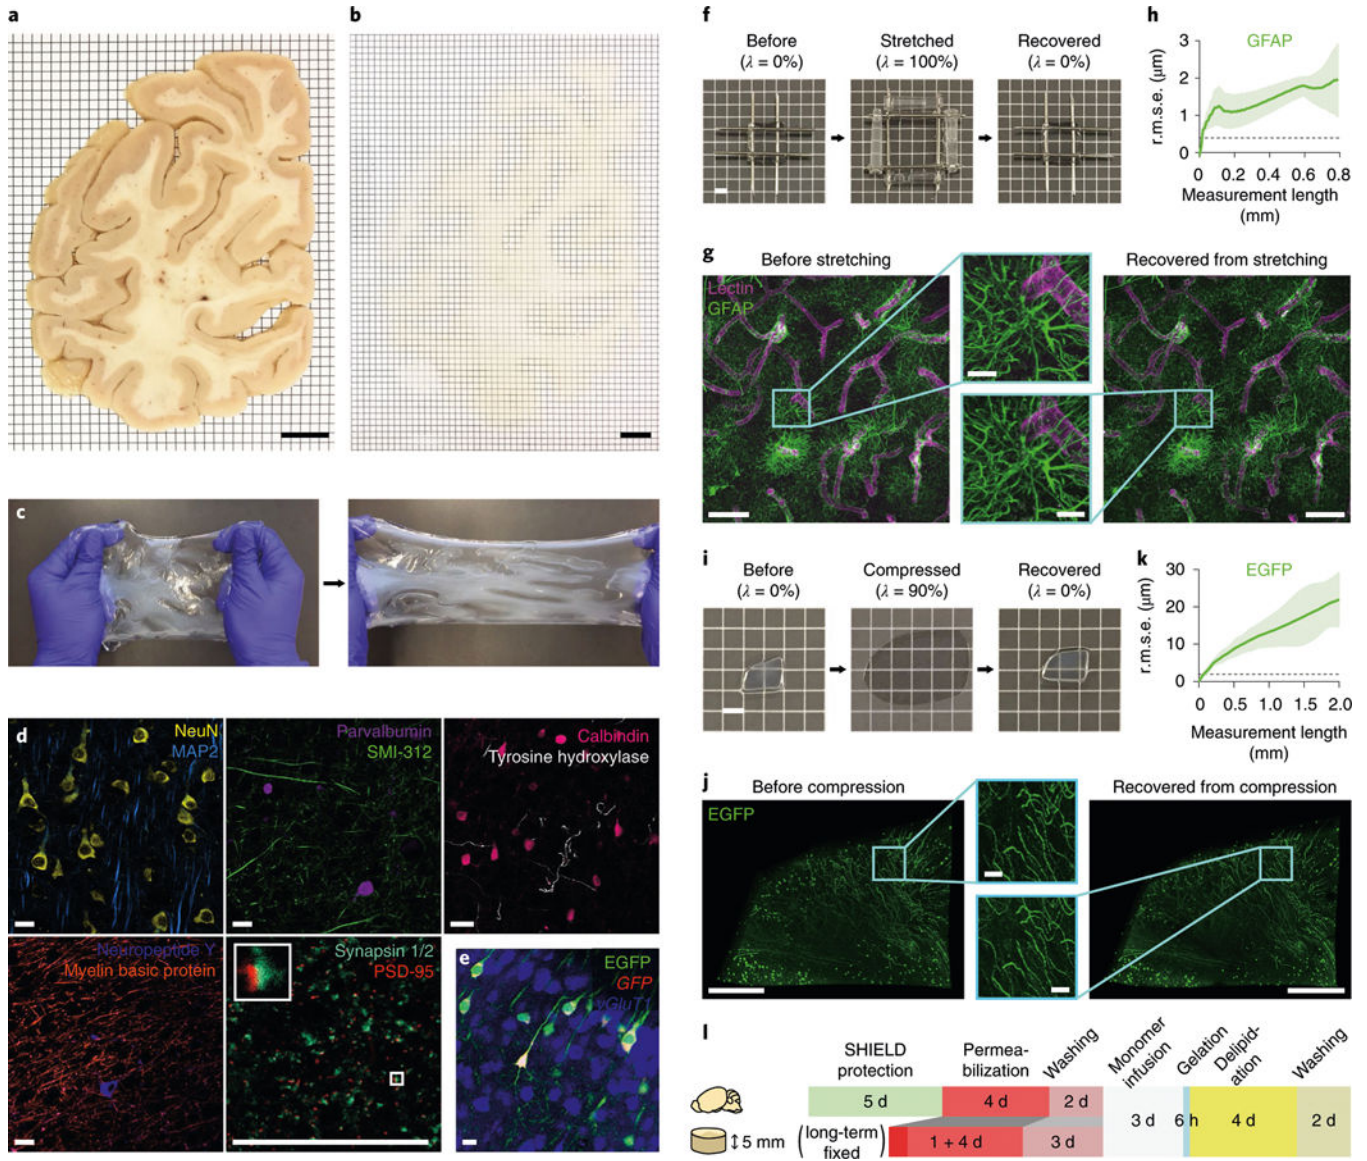 a
b
c
d
NeuN
MAP2
Parvalbumin
SMI-312
Calbindin
Tyrosine hydroxylase
Neuropeptide Y
Myelin basic protein
Synapsin 1/2
PSD-95
e
EGFP
GFP
vGluT1
f
Before
(λ = 0%)
Stretched
(λ = 100%)
Recovered
(λ = 0%)
h
GFAP
r.m.s.e. (μm)
3
2
1
0
0 0.2 0.4 0.6 0.8
Measurement length
(mm)
g
Before stretching
Recovered from stretching
Lectin
GFAP
i
Before
(λ = 0%)
Compressed
(λ = 90%)
Recovered
(λ = 0%)
k
EGFP
r.m.s.e. (μm)
30
20
10
0
0 0.5 1.0 1.5 2.0
Measurement length
(mm)
j
Before compression
Recovered from compression
EGFP
l
SHIELD
protection
Permea-
bilization
Washing
Monomer
infusion
Gelation
Delipid-
ation
Washing
5 d
4 d
2 d
3 d
6 h
4 d
2 d
5 mm
(long-term
fixed)
1 + 4 d
3 d